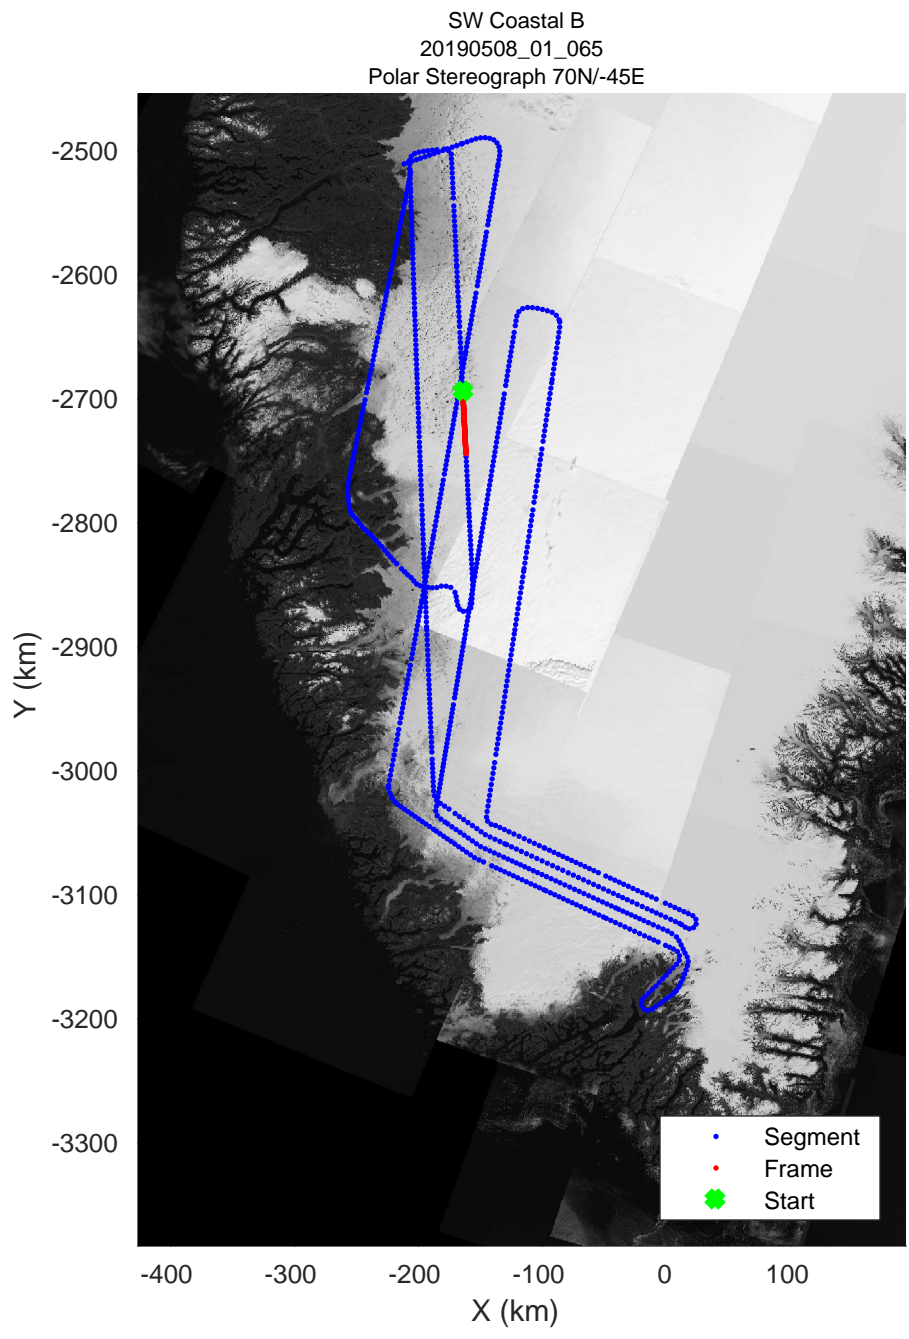 SW Coastal B
20190508_01_065
Polar Stereograph 70N/-45E
-2500
-2600
-2700
-2800
-2900
-3000
-3100
-3200
-3300
Y (km)
Segment
Frame
Start
-400 -300 -200 -100 0 100
X (km)